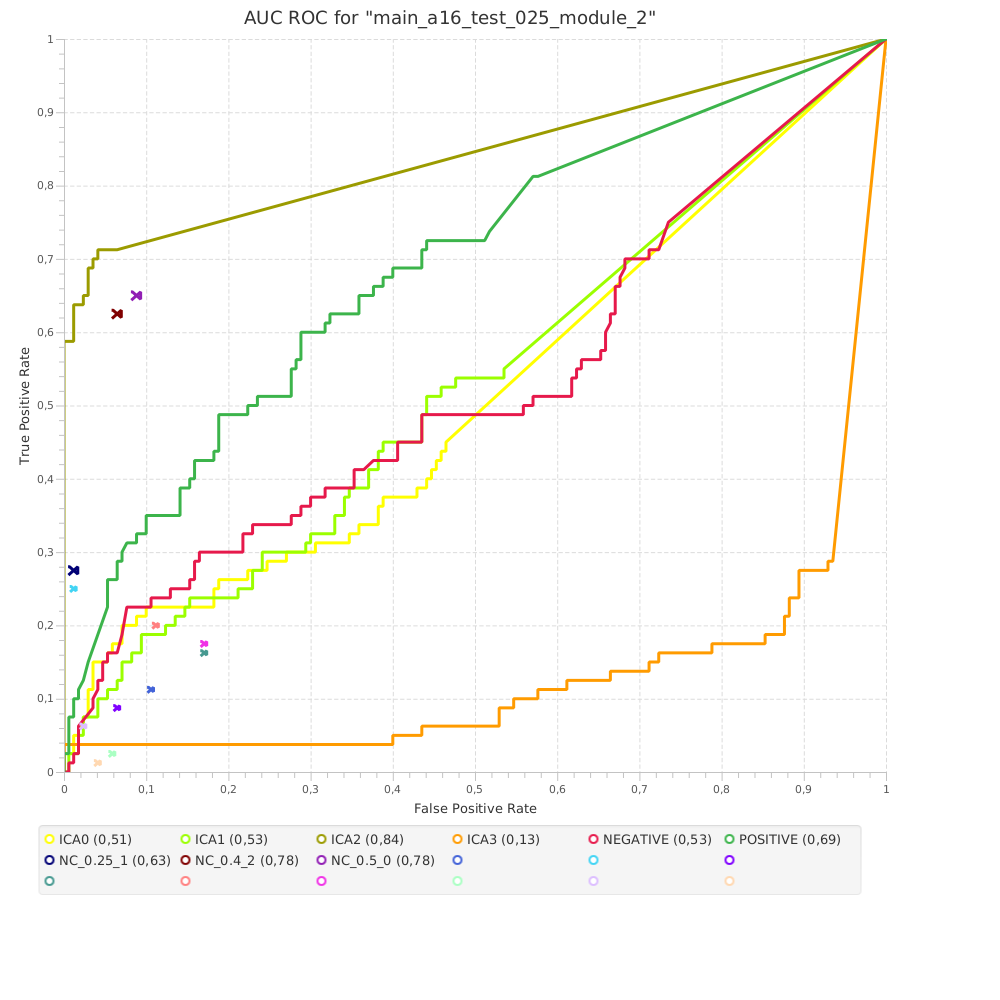 AUC ROC for "main_a16_test_025_module_2"
1
0,9
0,8
0,7
0,6
0,5
0,4
0,3
0,2
0,1
0
True Positive Rate
0 0,1 0,2 0,3 0,4 0,5 0,6 0,7 0,8 0,9 1
False Positive Rate
ICA0 (0,51) ICA1 (0,53) ICA2 (0,84) ICA3 (0,13) NEGATIVE (0,53) POSITIVE (0,69)
NC_0.25_1 (0,63) NC_0.4_2 (0,78) NC_0.5_0 (0,78)